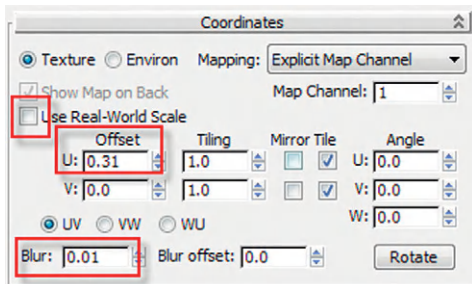 Coordinates
Texture Environ Mapping: Explicit Map Channel
Show Map on Back Map Channel: 1
Use Real-World Scale
Offset Tiling Mirror Tile Angle
U: 0.31 1.0 U: 0.0
V: 0.0 1.0 V: 0.0
W: 0.0
UV VW WU
Blur: 0.01 Blur offset: 0.0 Rotate